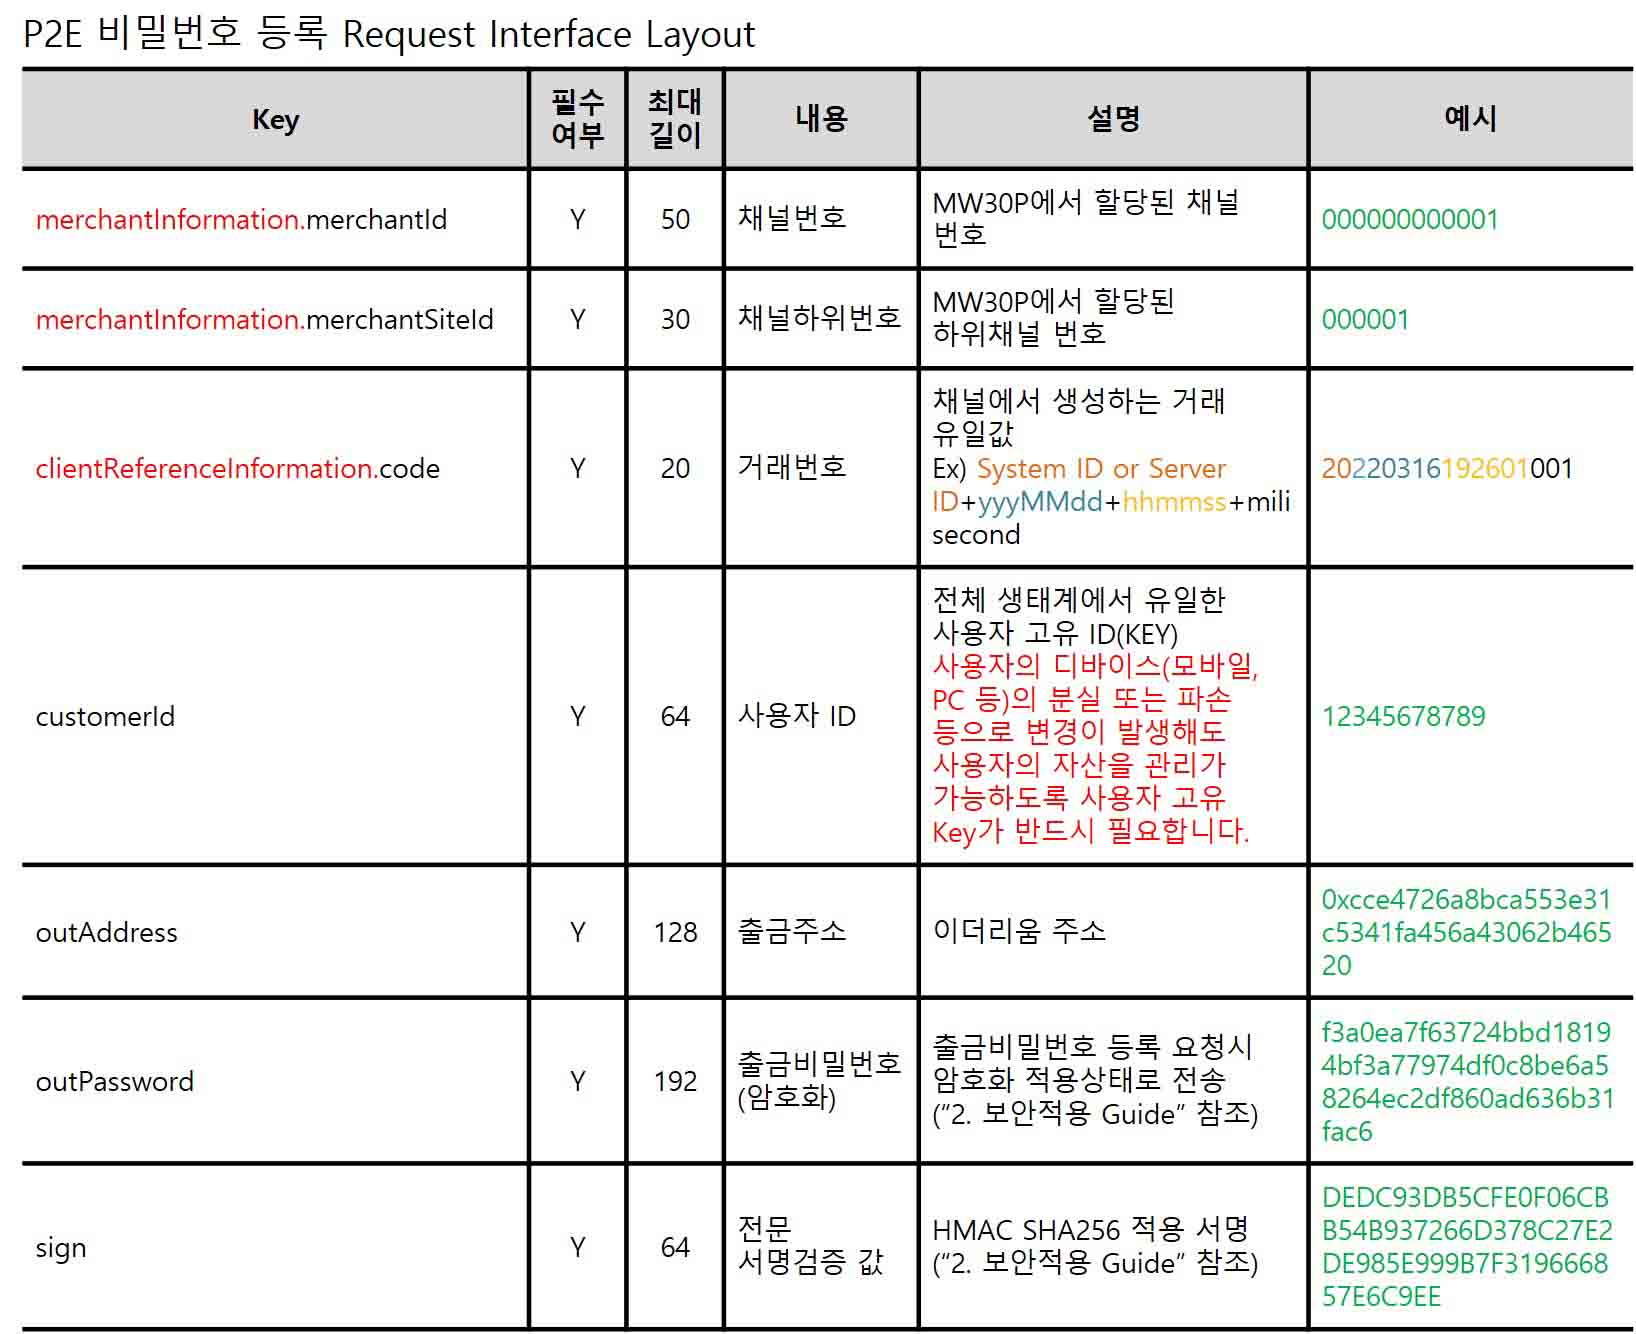 P2E 비밀번호 등록 Request Interface Layout
Key
필수
여부
최대
길이
내용
설명
예시
merchantInformation.merchantId
Y
50
채널번호
MW30P에서 할당된 채널
번호
000000000001
merchantInformation.merchantSiteId
Y
30
채널하위번호
MW30P에서 할당된
하위채널 번호
000001
clientReferenceInformation.code
Y
20
거래번호
채널에서 생성하는 거래
유일값
Ex) System ID or Server
ID+yyyMMdd+hhmmss+mili
second
20220316192601001
customerId
Y
64
사용자 ID
전체 생태계에서 유일한
사용자 고유 ID(KEY)
사용자의 디바이스(모바일,
PC 등)의 분실 또는 파손
등으로 변경이 발생해도
사용자의 자산을 관리가
가능하도록 사용자 고유
Key가 반드시 필요합니다.
12345678789
outAddress
Y
128
출금주소
이더리움 주소
0xcce4726a8bca553e31
c5341fa456a43062b465
20
outPassword
Y
192
출금비밀번호
(암호화)
출금비밀번호 등록 요청시
암호화 적용상태로 전송
(“2. 보안적용 Guide” 참조)
f3a0ea7f63724bbd1819
4bf3a77974df0c8be6a5
8264ec2df860ad636b31
fac6
sign
Y
64
전문
서명검증 값
HMAC SHA256 적용 서명
(“2. 보안적용 Guide” 참조)
DEDC93DB5CFE0F06CB
B54B937266D378C27E2
DE985E999B7F3196668
57E6C9EE